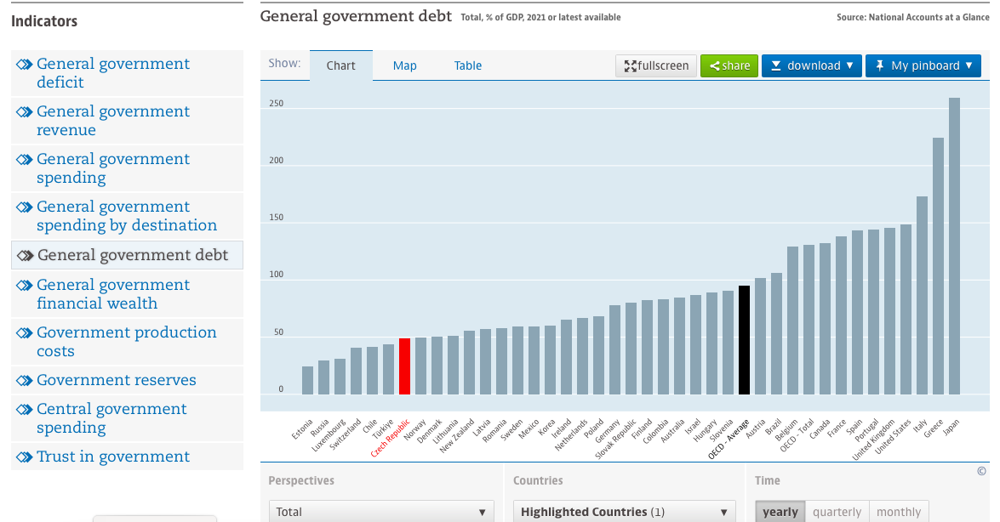 Indicators
General government
deficit
General government
revenue
General government
spending
General government
spending by destination
General government debt
General government
financial wealth
Government production
costs
Government reserves
Central government
spending
Trust in government
General government debt Total, % of GDP, 2021 or latest available Source: National Accounts at a Glance
Show: Chart Map Table fullscreen share download ▼ My pinboard ▼
250
200
150
100
50
0
Estonia
Russia
Luxembourg
Switzerland
Chile
Türkiye
Czech Republic
Norway
Denmark
Lithuania
New Zealand
Latvia
Romania
Sweden
Mexico
Korea
Ireland
Netherlands
Poland
Germany
Slovak Republic
Finland
Colombia
Australia
Israel
Hungary
Slovenia
OECD - Average
Austria
Brazil
Belgium
OECD - Total
Canada
France
Spain
Portugal
United Kingdom
United States
Italy
Greece
Japan
©
Perspectives
Total ▼
Countries
Highlighted Countries (1) ▼
Time
yearly quarterly monthly